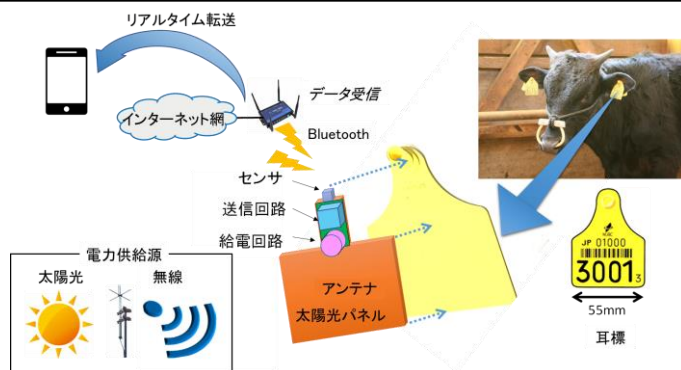 リアルタイム転送
データ受信
インターネット網
Bluetooth
センサ
送信回路
給電回路
電力供給源
太陽光
無線
アンテナ
太陽光パネル
JP 01000
3001 3
55mm
耳標